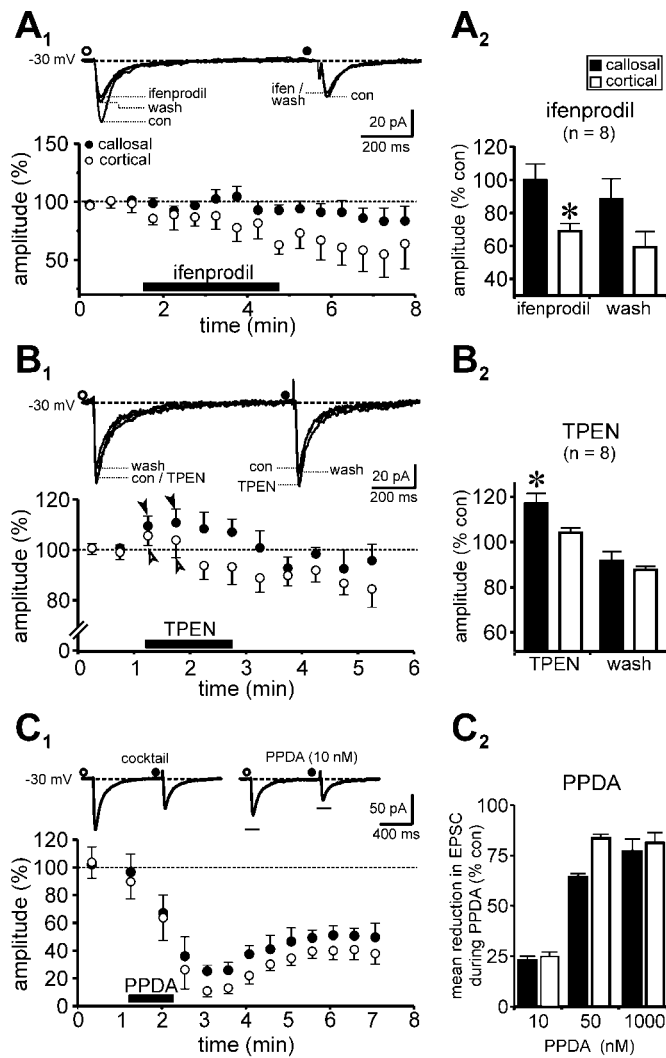 A1
-30 mV
ifenprodil
wash
con
ifen /
wash
con
20 pA
200 ms
callosal
cortical
amplitude (%)
150
100
50
ifenprodil
0 2 4 6 8
time (min)
A2
callosal
cortical
ifenprodil
(n = 8)
amplitude (% con)
120
100
80
60
40
*
ifenprodil wash
B1
-30 mV
wash
con / TPEN
con
TPEN
wash
20 pA
200 ms
amplitude (%)
120
100
80
0
TPEN
0 1 2 3 4 5 6
time (min)
B2
TPEN
(n = 8)
amplitude (% con)
120
100
80
60
*
TPEN wash
C1
-30 mV
cocktail
PPDA (10 nM)
50 pA
400 ms
amplitude (%)
120
100
80
60
40
20
0
PPDA
0 1 2 3 4 5 6 7 8
time (min)
C2
PPDA
mean reduction in EPSC
during PPDA (% con)
100
75
50
25
0
10 50 1000
PPDA (nM)